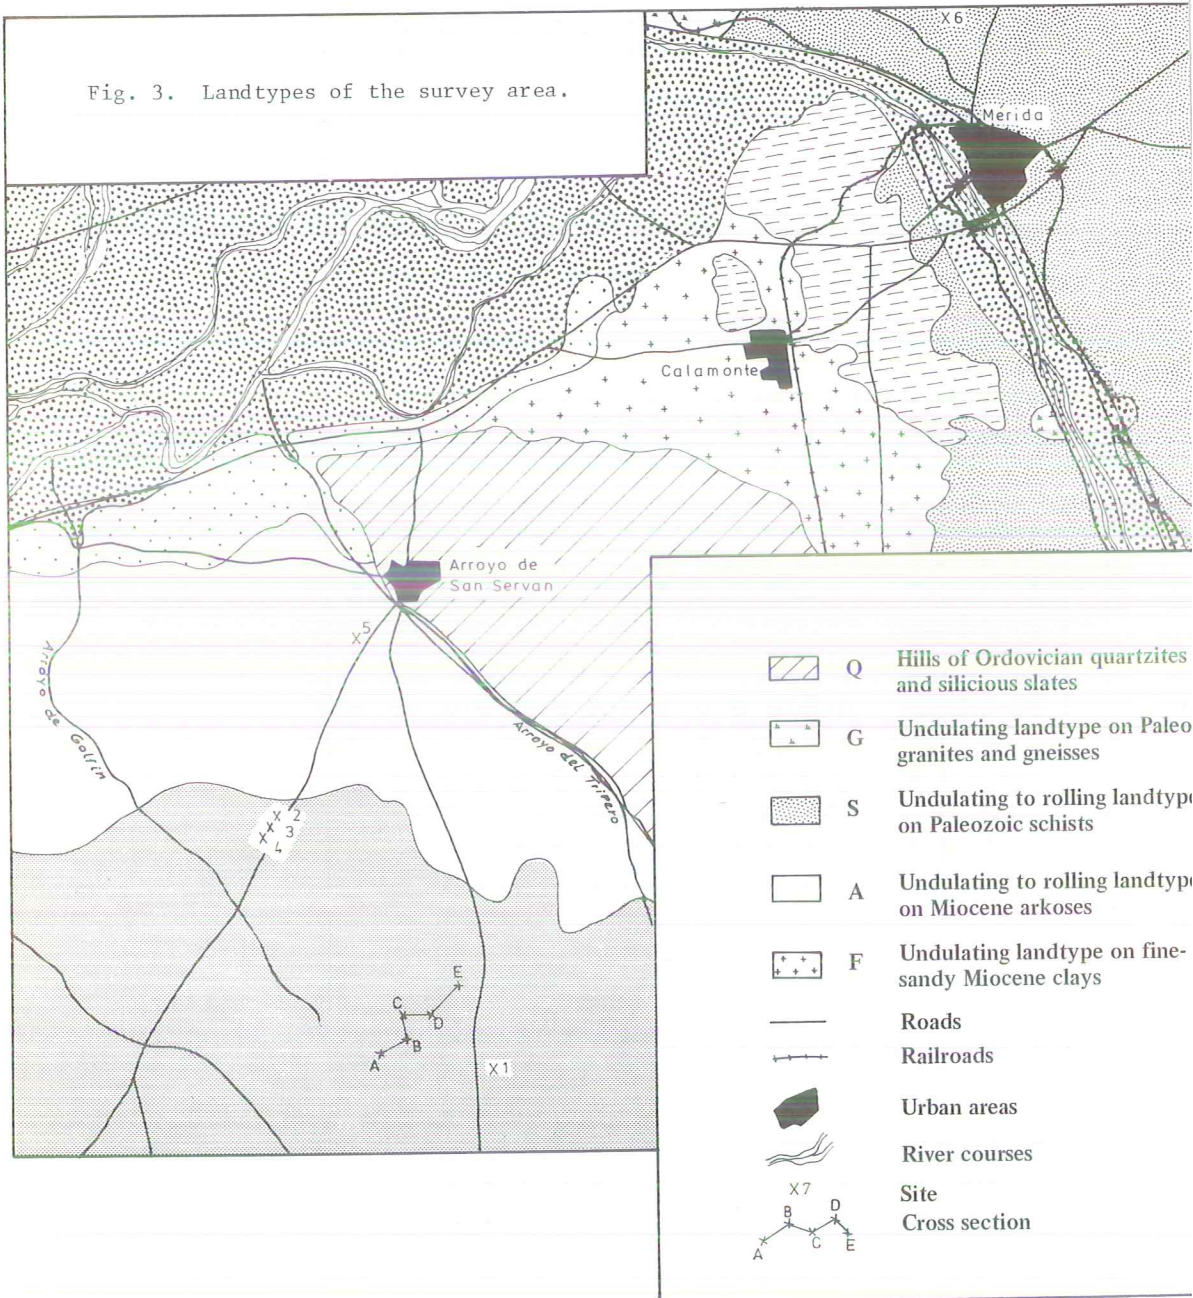 Fig. 3. Landtypes of the survey area.
X6
Mérida
Calamonte
Arroyo de
San Servan
X5
Arroyo
de Golfin
Arroyo del Tripero
X2
X 3
X 4
E
C
D
B
A
X1
Q Hills of Ordovician quartzites
and silicious slates
G Undulating landtype on Paleo
granites and gneisses
S Undulating to rolling landtype
on Paleozoic schists
A Undulating to rolling landtype
on Miocene arkoses
F Undulating landtype on fine-
sandy Miocene clays
Roads
Railroads
Urban areas
River courses
X7 Site
A B C D E Cross section